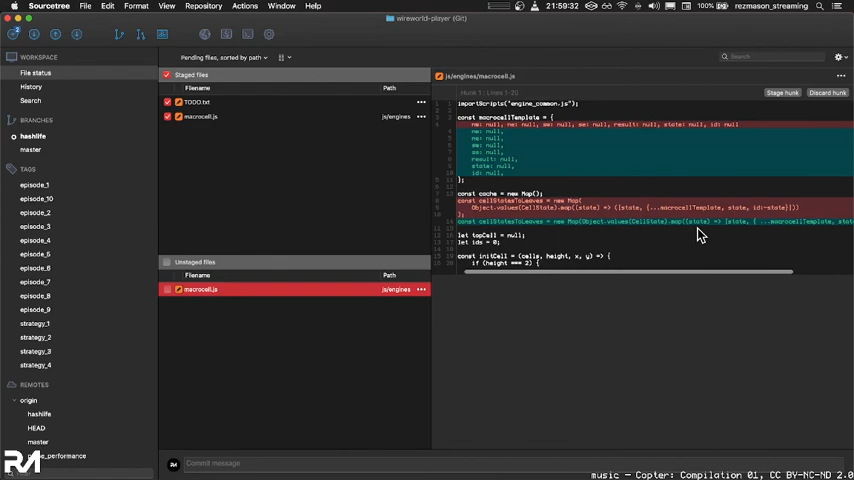 Sourcetree File Edit Format View Repository Actions Window Help 21:59:32 100% rezmason_streaming
wireworld-player (Git)
2
Pending files, sorted by path
Search
WORKSPACE
File status
History
Search
BRANCHES
hashlife
master
TAGS
episode_1
episode_10
episode_2
episode_3
episode_4
episode_5
episode_6
episode_7
episode_8
episode_9
strategy_1
strategy_2
strategy_3
strategy_4
REMOTES
origin
hashlife
HEAD
master
performance
Staged files
Filename Path
TODO.txt
macrocell.js js/engines
Unstaged files
Filename Path
macrocell.js js/engines
js/engines/macrocell.js
Hunk 1 : Lines 1-20
Stage hunk Discard hunk
importScripts("engine_common.js");
const macrocellTemplate = {
nw: null, ne: null, sw: null, se: null, result: null, state: null, id: null
nw: null,
ne: null,
sw: null,
se: null,
result: null,
state: null,
id: null,
};
const cache = new Map();
const cellStatesToLeaves = new Map(
Object.values(CellState).map((state) => ([state, {...macrocellTemplate, state, id:-state}]))
);
const cellStatesToLeaves = new Map(Object.values(CellState).map((state) => [state, { ...macrocellTemplate, state
let topCell = null;
let ids = 0;
const initCell = (cells, height, x, y) => {
if (height === 2) {
Commit message
music - Copter: Compilation 01, CC BY-NC-ND 2.0